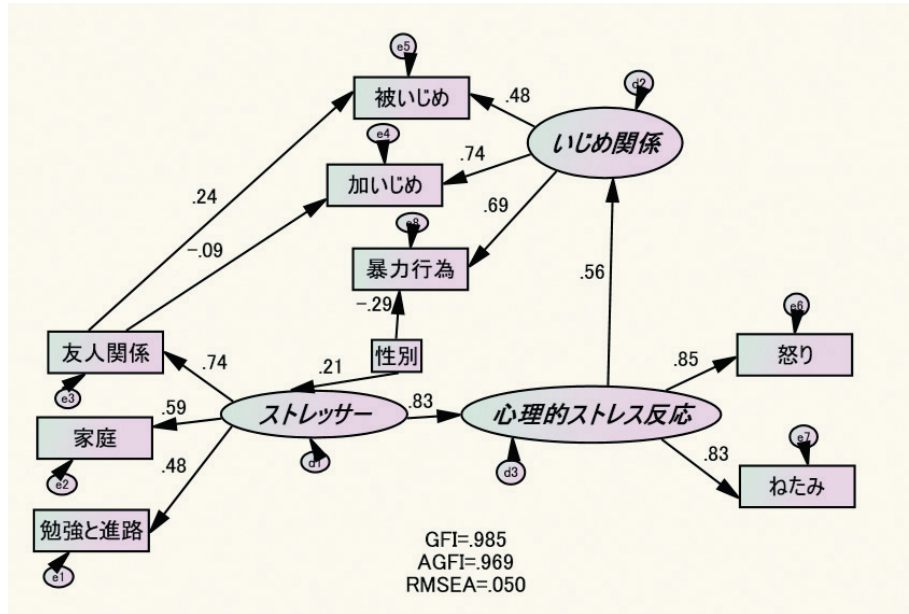 e5
被いじめ
d2
.48
いじめ関係
e4
.74
加いじめ
.24
.69
e8
-.09
暴力行為
.56
-.29
e6
友人関係
性別
.85
怒り
.74
.21
e3
.59
ストレッサー
.83
心理的ストレス反応
家庭
e7
.48
.83
d1
d3
e2
ねたみ
勉強と進路
GFI=.985
e1
AGFI=.969
RMSEA=.050